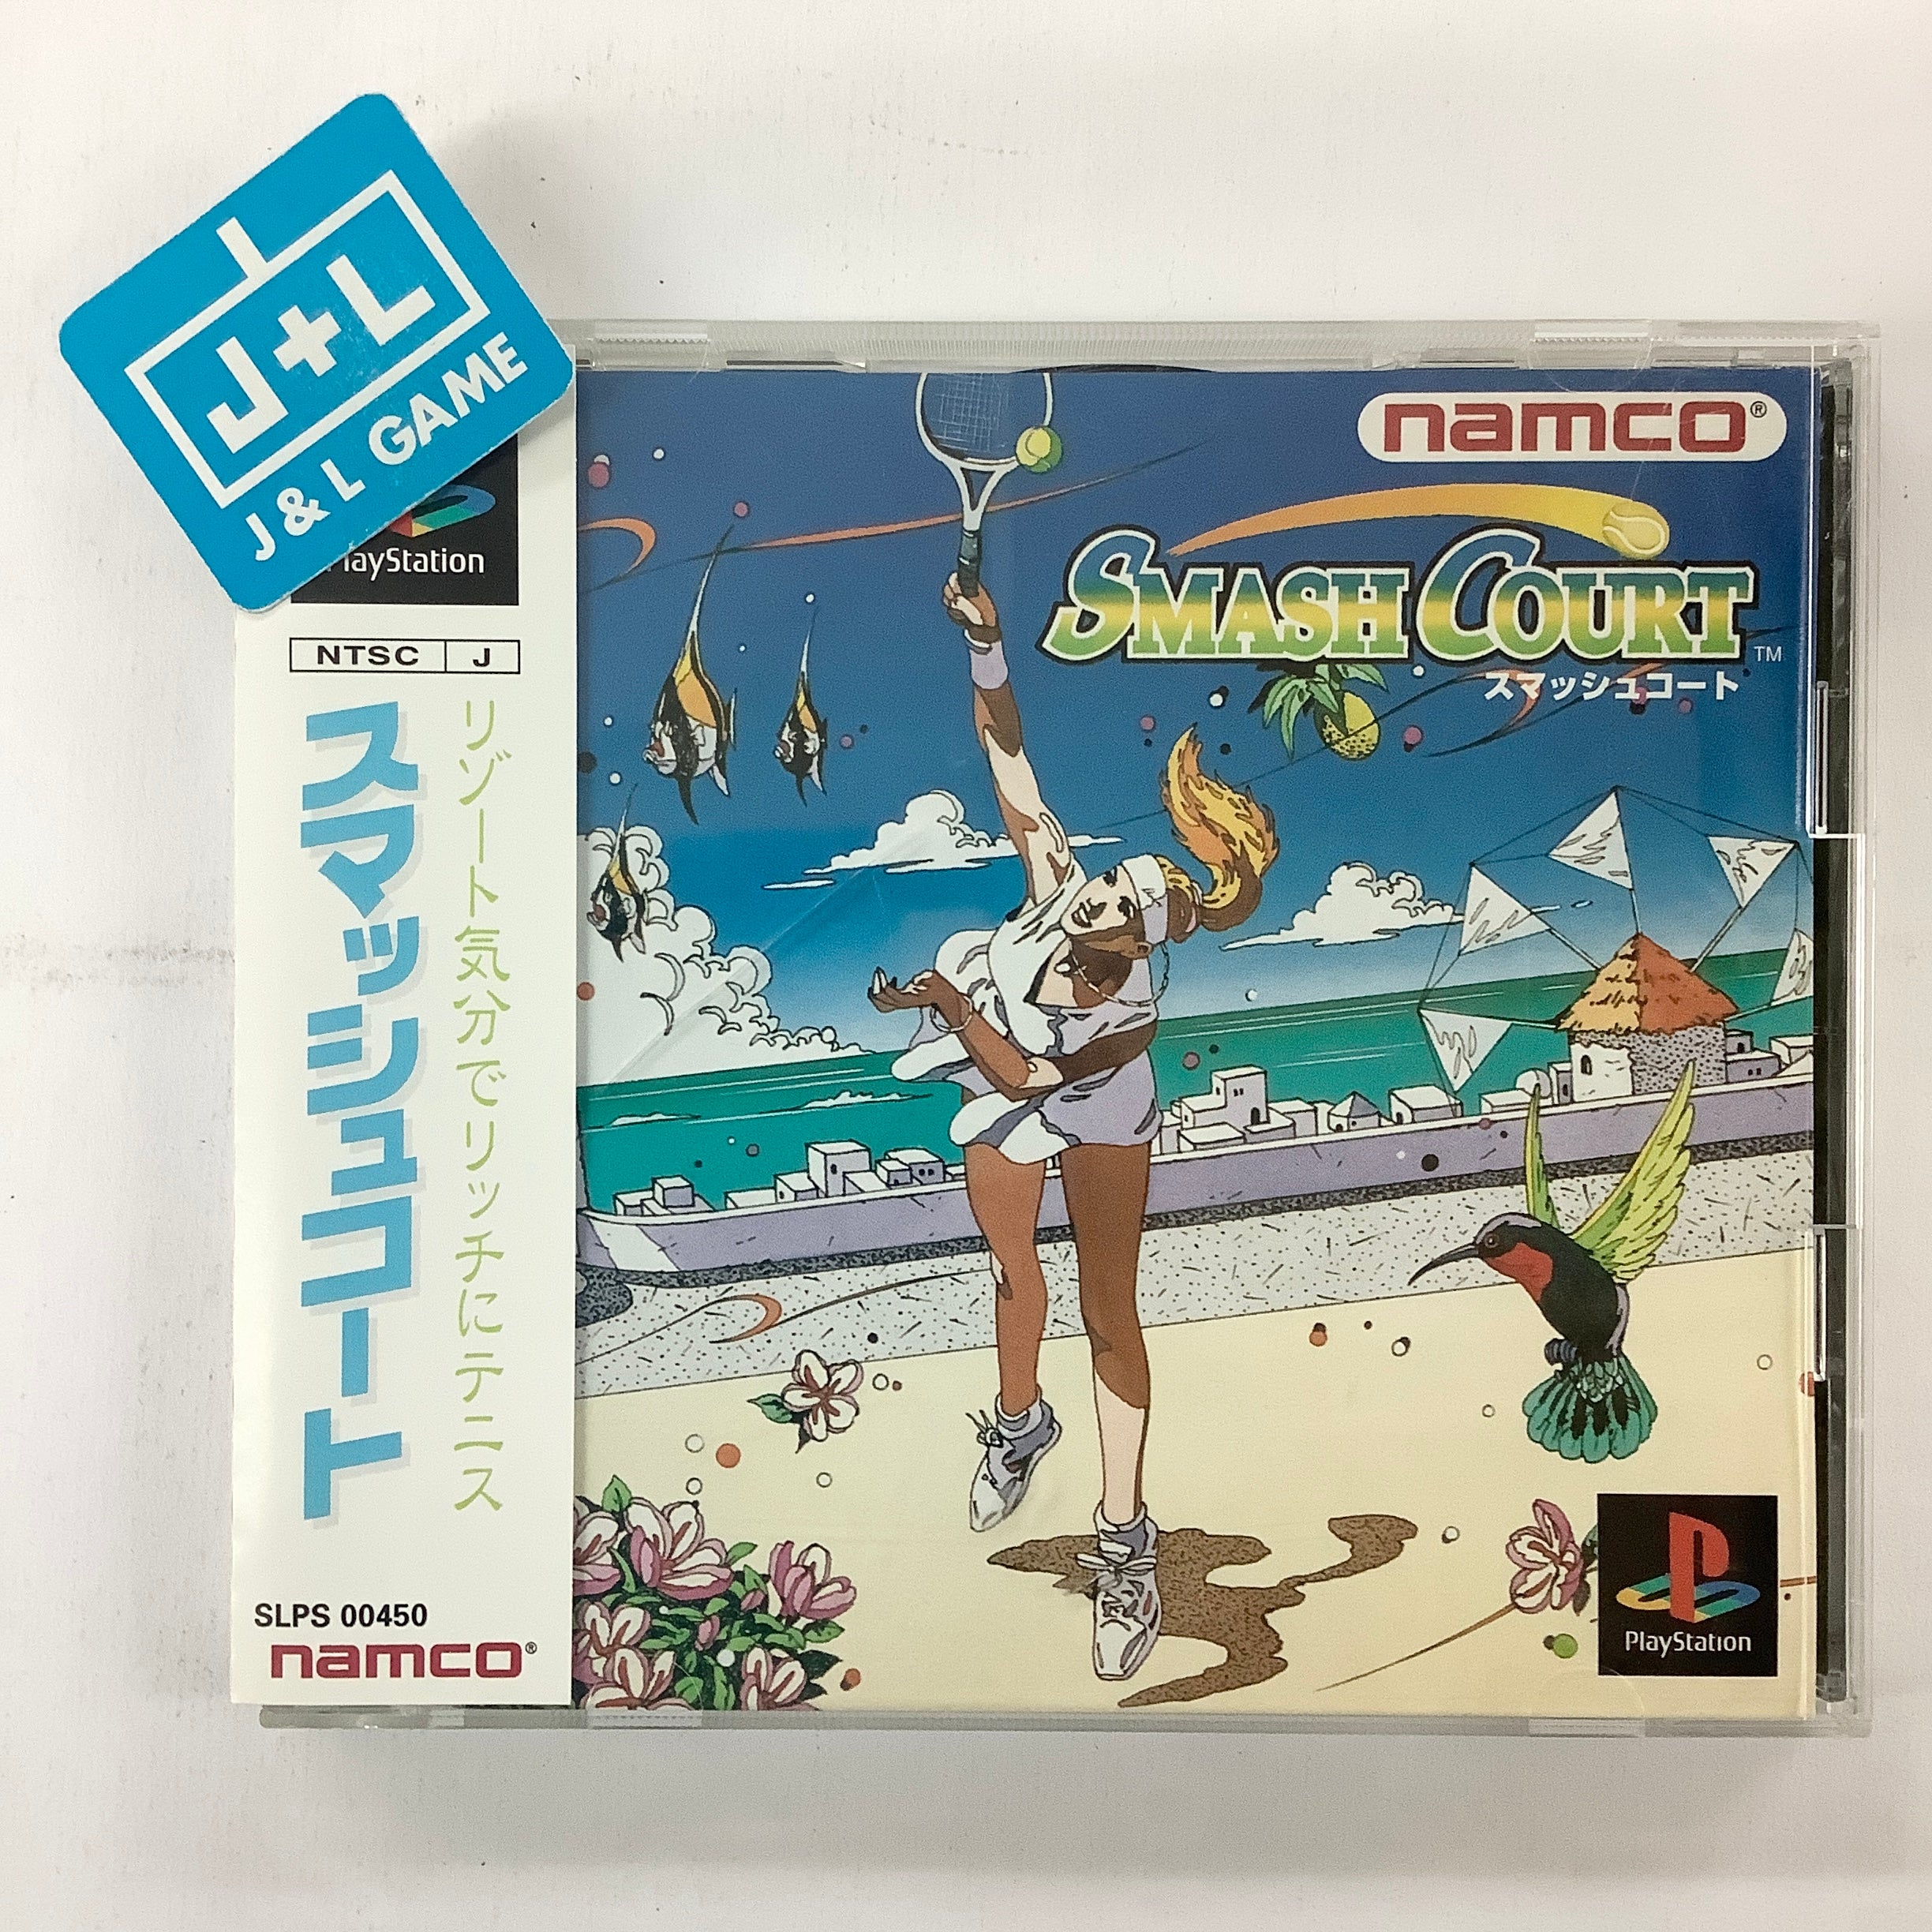 J+L
J & L GAME
PlayStation
NTSC J
スマッシュコート
リゾート気分でリッチにテニス
SLPS 00450
namco®
namco®
SMASH COURT™
スマッシュコート
PlayStation